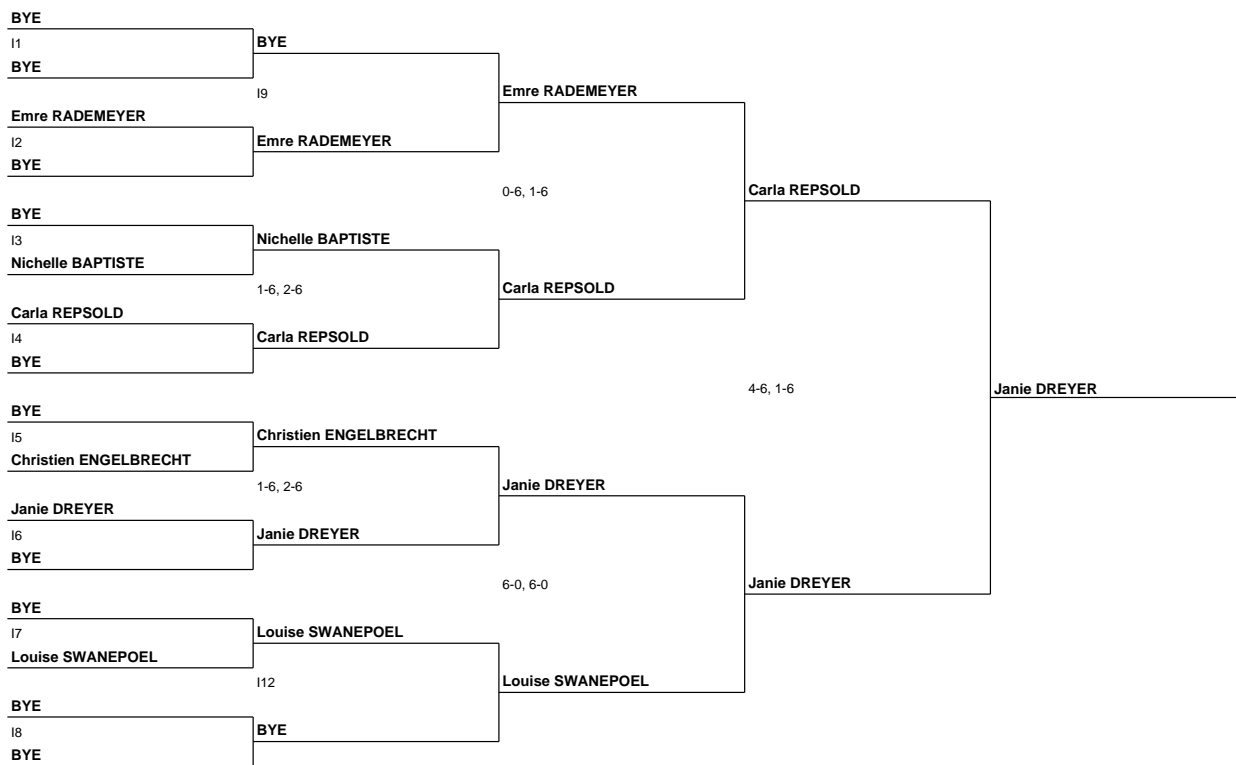 BYE
I1
BYE
BYE
I9
Emre RADEMEYER
Emre RADEMEYER
I2
Emre RADEMEYER
BYE
0-6, 1-6
Carla REPSOLD
BYE
I3
Nichelle BAPTISTE
Nichelle BAPTISTE
1-6, 2-6
Carla REPSOLD
Carla REPSOLD
I4
Carla REPSOLD
BYE
4-6, 1-6
Janie DREYER
BYE
I5
Christien ENGELBRECHT
Christien ENGELBRECHT
1-6, 2-6
Janie DREYER
Janie DREYER
I6
Janie DREYER
BYE
6-0, 6-0
Janie DREYER
BYE
I7
Louise SWANEPOEL
Louise SWANEPOEL
I12
Louise SWANEPOEL
BYE
I8
BYE
BYE